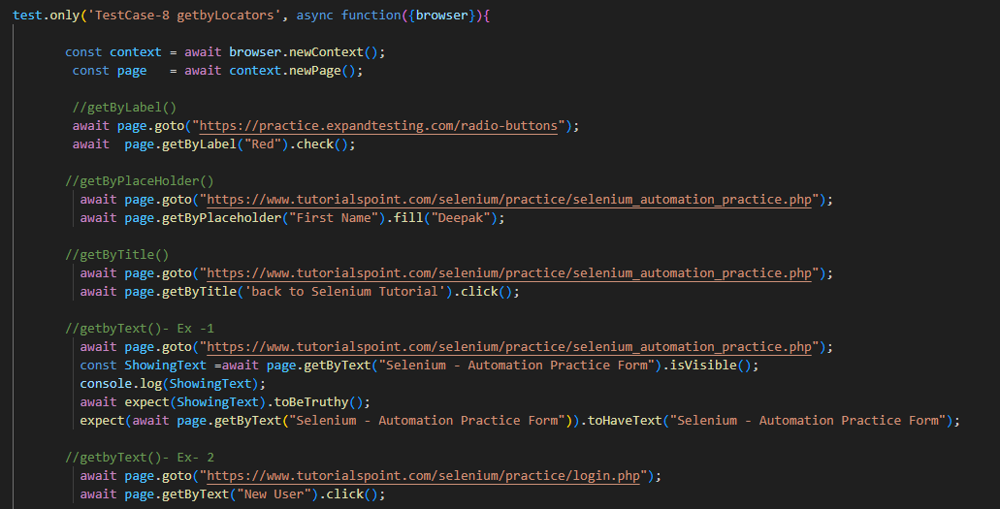 test.only('TestCase-8 getbyLocators', async function({browser}){
const context = await browser.newContext();
const page   = await context.newPage();
//getByLabel()
await page.goto("https://practice.expandtesting.com/radio-buttons");
await  page.getByLabel("Red").check();
//getByPlaceHolder()
await page.goto("https://www.tutorialspoint.com/selenium/practice/selenium_automation_practice.php");
await page.getByPlaceholder("First Name").fill("Deepak");
//getByTitle()
await page.goto("https://www.tutorialspoint.com/selenium/practice/selenium_automation_practice.php");
await page.getByTitle('back to Selenium Tutorial').click();
//getbyText()- Ex -1
await page.goto("https://www.tutorialspoint.com/selenium/practice/selenium_automation_practice.php");
const ShowingText =await page.getByText("Selenium - Automation Practice Form").isVisible();
console.log(ShowingText);
await expect(ShowingText).toBeTruthy();
expect(await page.getByText("Selenium - Automation Practice Form")).toHaveText("Selenium - Automation Practice Form");
//getbyText()- Ex- 2
await page.goto("https://www.tutorialspoint.com/selenium/practice/login.php");
await page.getByText("New User").click();